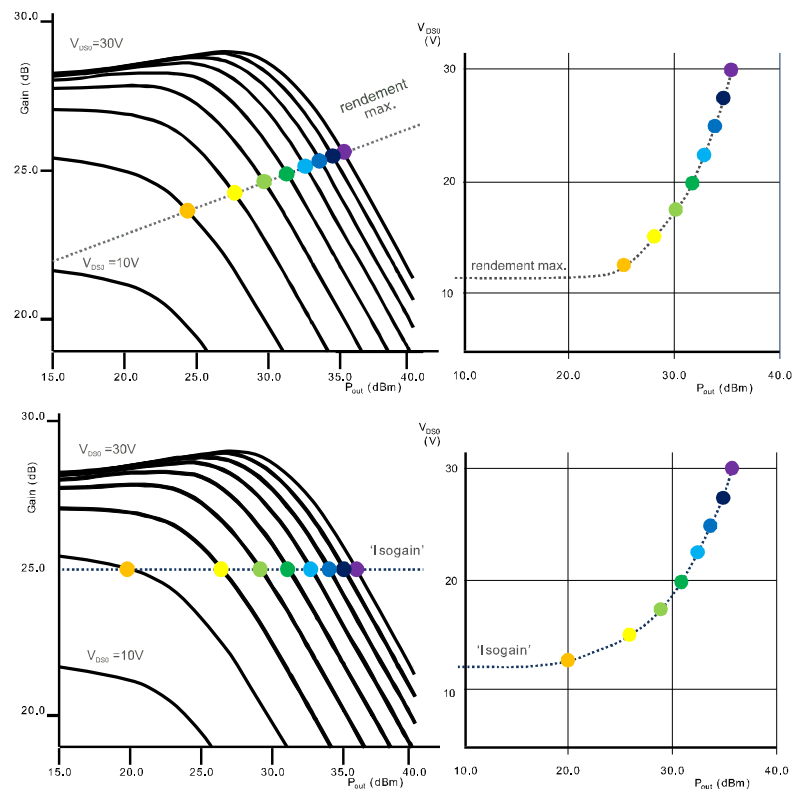 30.0
25.0
20.0
Gain (dB)
V_DS0=30V
V_DS0 =10V
rendement
max.
15.0 20.0 25.0 30.0 35.0 40.0
P_out (dBm)
V_DS0
(V)
30
20
10
rendement max.
10.0 20.0 30.0 40.0
P_out (dBm)
30.0
25.0
20.0
Gain (dB)
V_DS0 =30V
V_DS0 =10V
'Isogain'
15.0 20.0 25.0 30.0 35.0 40.0
P_out (dBm)
V_DS0
(V)
30
20
10
'Isogain'
10.0 20.0 30.0 40.0
P_out (dBm)